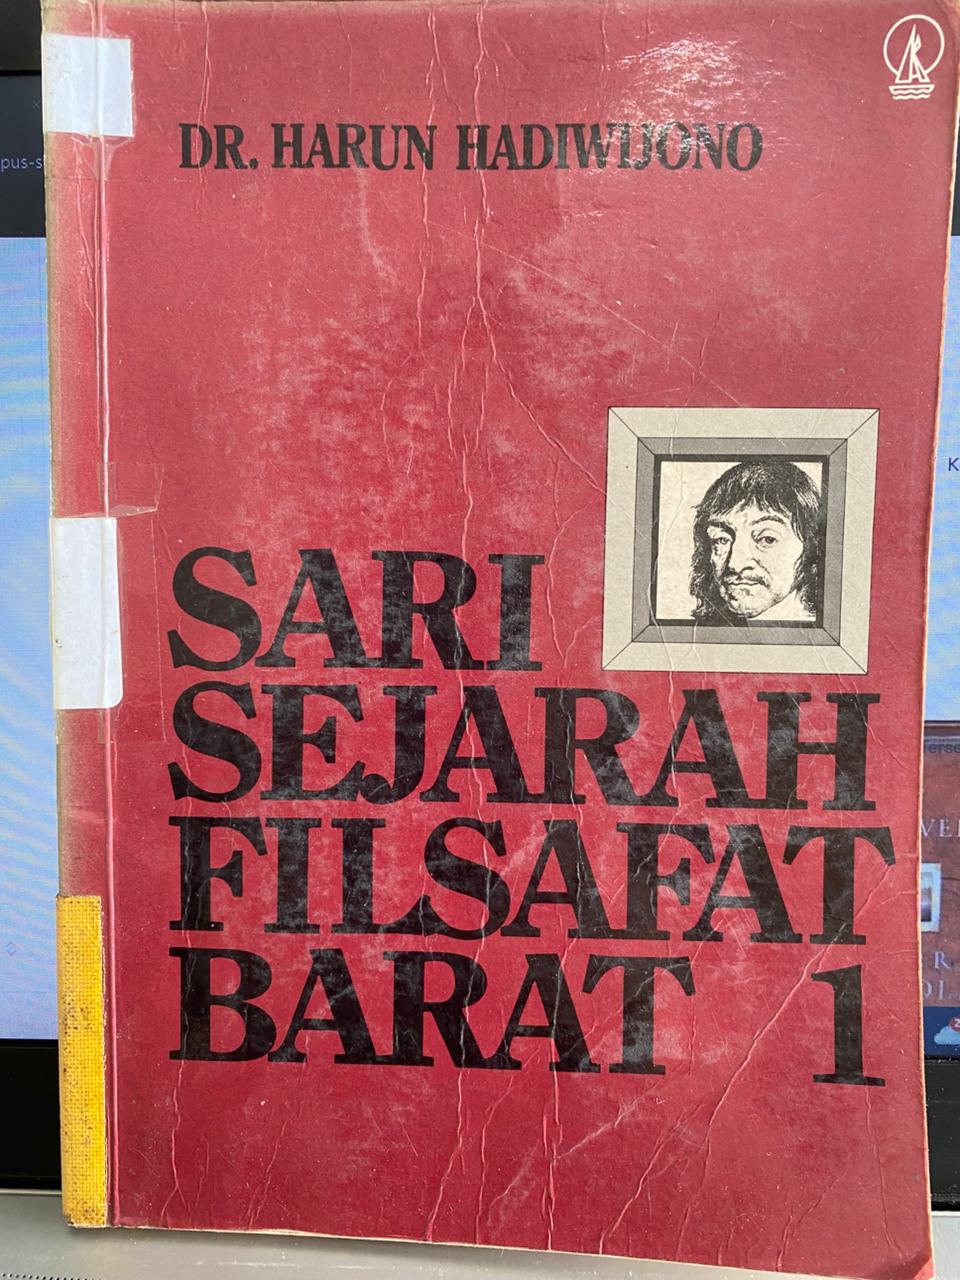 DR. HARUN HADIWIJONO
SARI
SEJARAH
FILSAFAT
BARAT 1